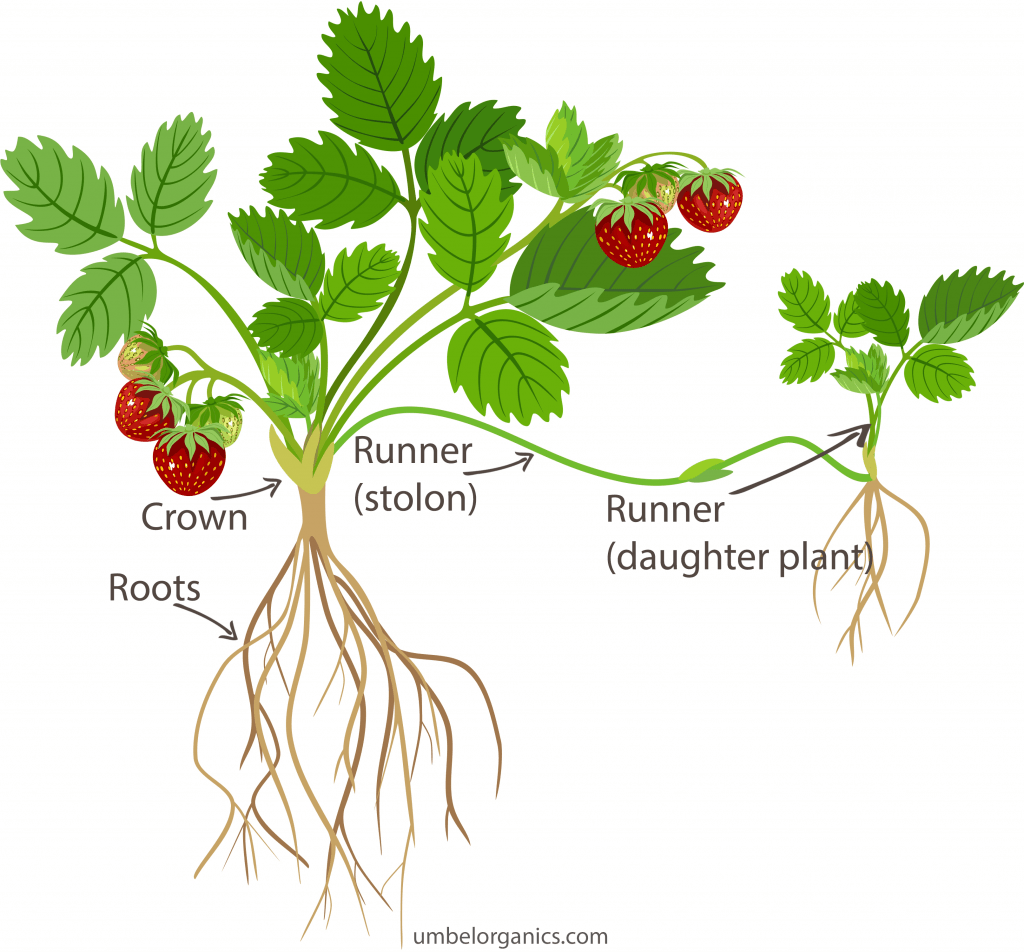 Runner
(stolon)
Crown
Runner
(daughter plant)
Roots
umbelorganics.com